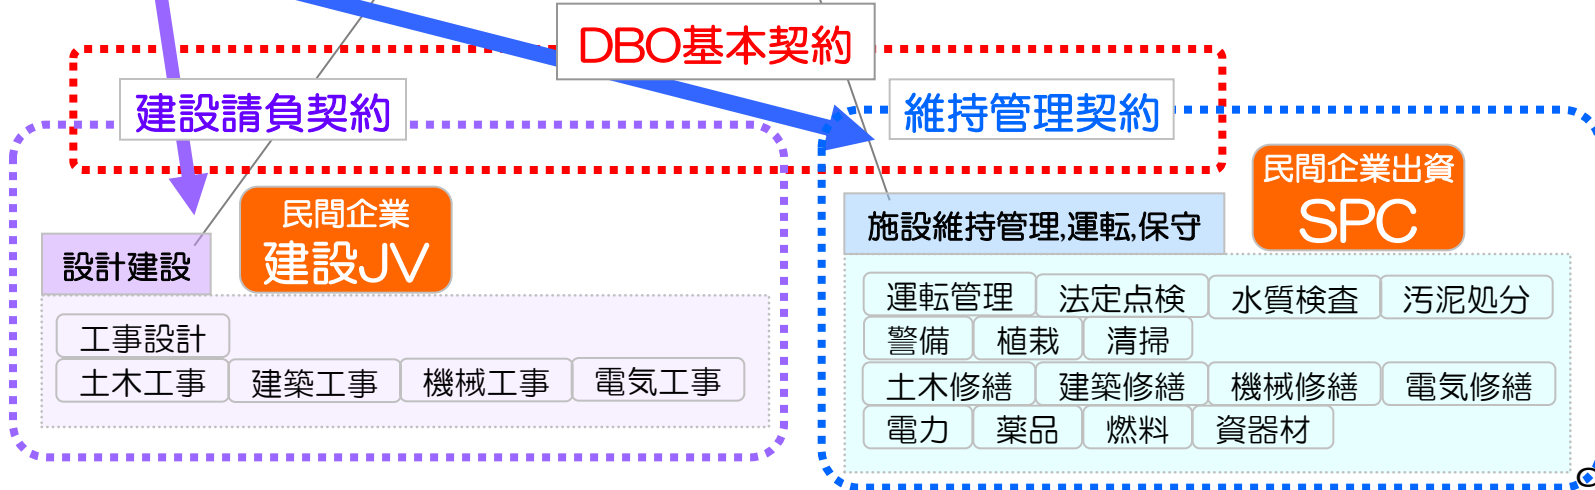 DBO基本契約
建設請負契約
維持管理契約
民間企業
建設JV
設計建設
工事設計
土木工事
建築工事
機械工事
電気工事
民間企業出資
SPC
施設維持管理,運転,保守
運転管理
法定点検
水質検査
汚泥処分
警備
植栽
清掃
土木修繕
建築修繕
機械修繕
電気修繕
電力
薬品
燃料
資器材